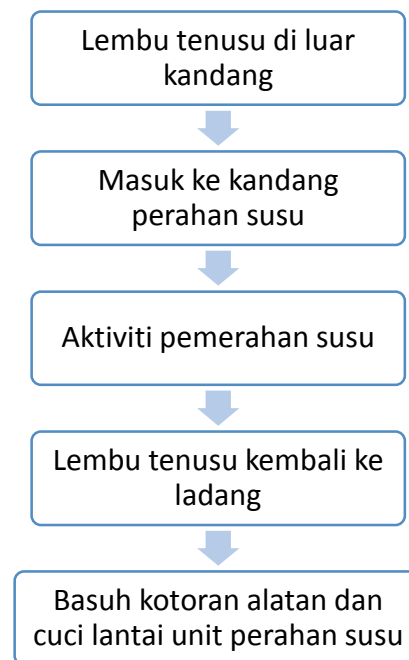 Lembu tenusu di luar
kandang
Masuk ke kandang
perahan susu
Aktiviti pemerahan susu
Lembu tenusu kembali ke
ladang
Basuh kotoran alatan dan
cuci lantai unit perahan susu